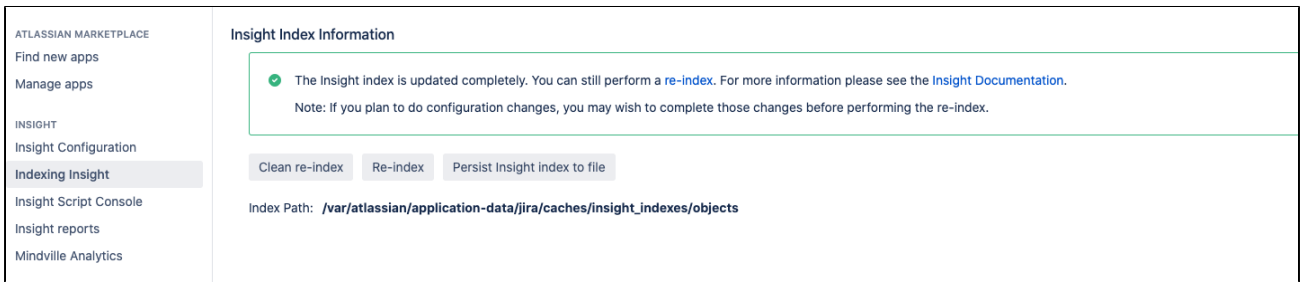 ATLASSIAN MARKETPLACE
Find new apps
Manage apps
INSIGHT
Insight Configuration
Indexing Insight
Insight Script Console
Insight reports
Mindville Analytics
Insight Index Information
The Insight index is updated completely. You can still perform a re-index. For more information please see the Insight Documentation.
Note: If you plan to do configuration changes, you may wish to complete those changes before performing the re-index.
Clean re-index Re-index Persist Insight index to file
Index Path: /var/atlassian/application-data/jira/caches/insight_indexes/objects